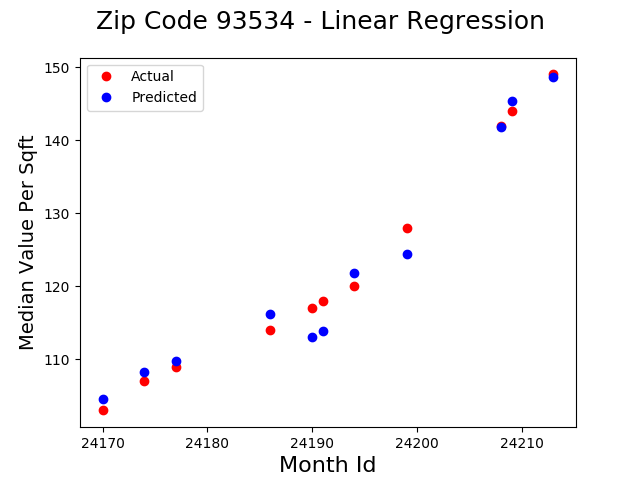 Zip Code 93534 - Linear Regression
Actual
Predicted
Median Value Per Sqft
150
140
130
120
110
24170 24180 24190 24200 24210
Month Id